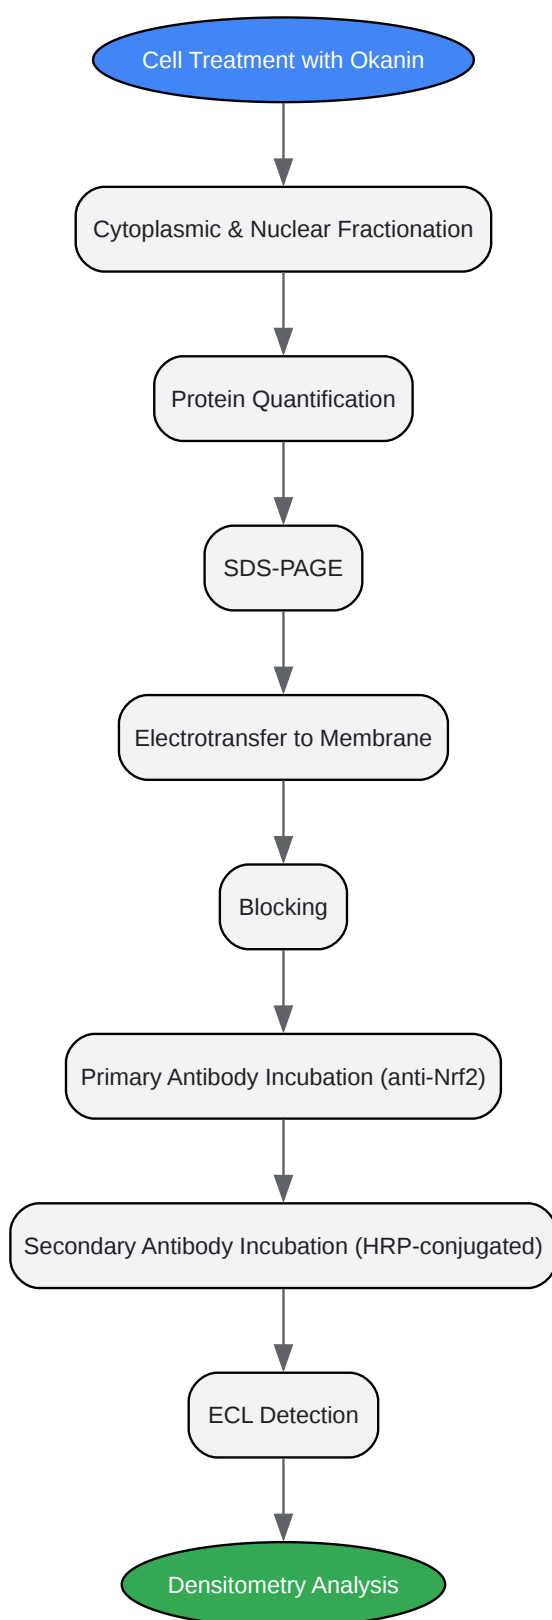 Cell Treatment with Okanin
Cytoplasmic & Nuclear Fractionation
Protein Quantification
SDS-PAGE
Electrotransfer to Membrane
Blocking
Primary Antibody Incubation (anti-Nrf2)
Secondary Antibody Incubation (HRP-conjugated)
ECL Detection
Densitometry Analysis